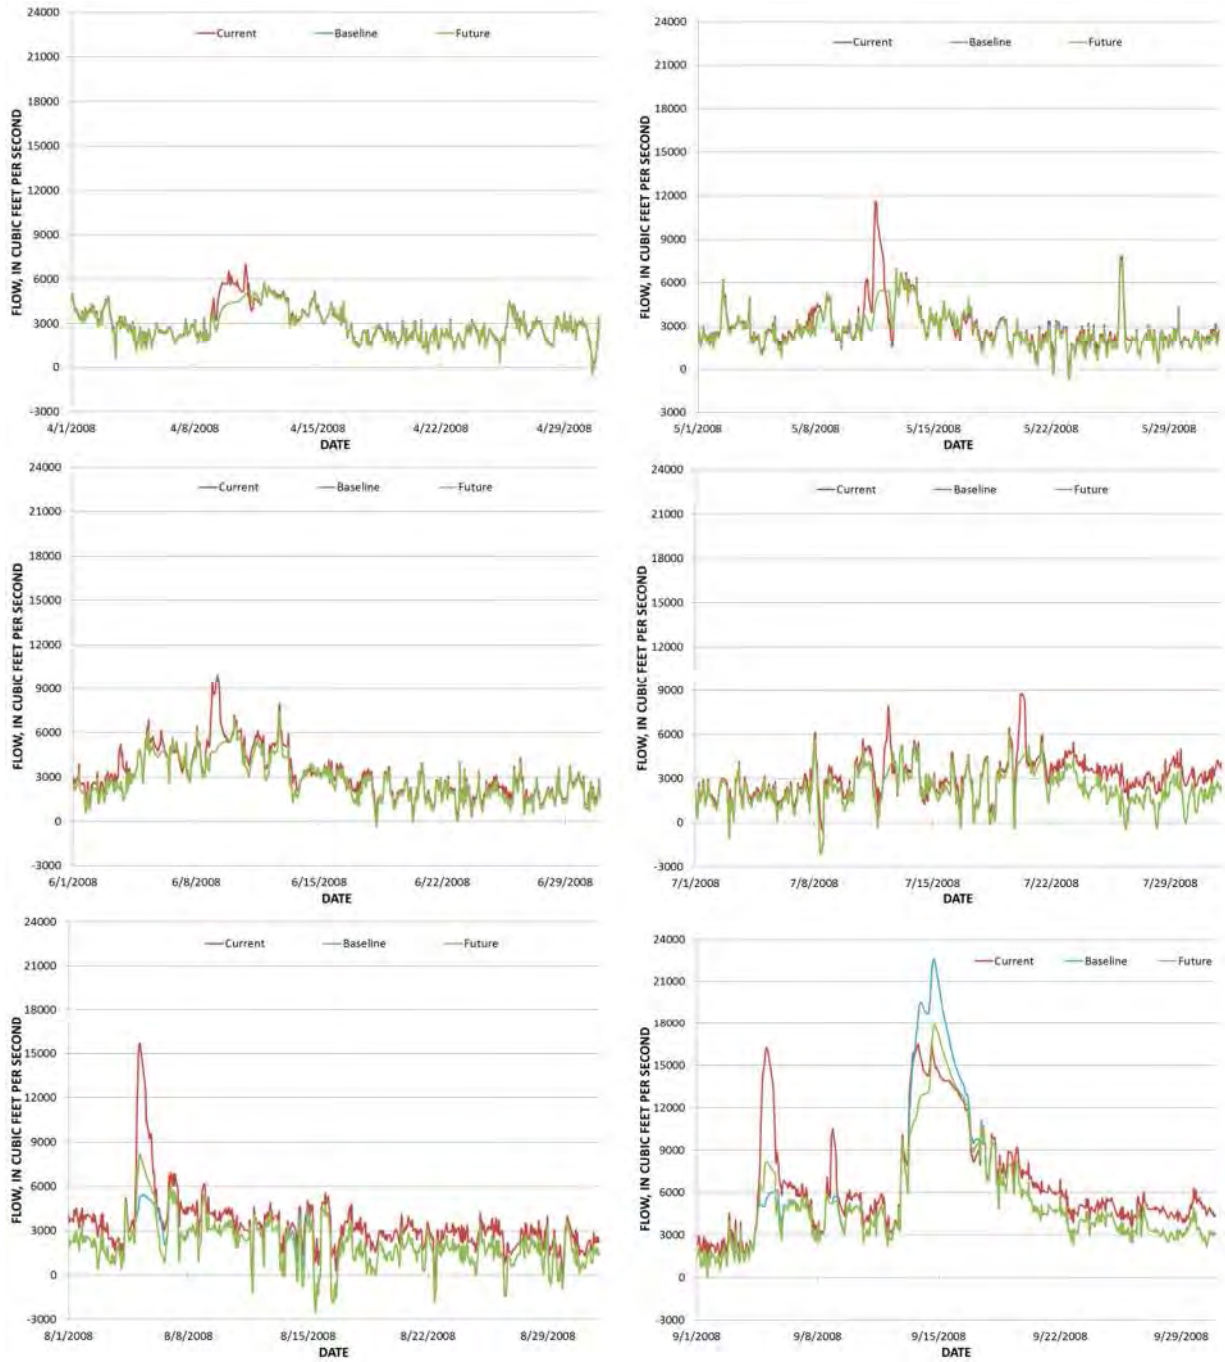 24000
21000
18000
15000
12000
9000
6000
3000
0
-3000
FLOW, IN CUBIC FEET PER SECOND
Current Baseline Future
4/1/2008 4/8/2008 4/15/2008 4/22/2008 4/29/2008
DATE
24000
21000
18000
15000
12000
9000
6000
3000
0
3000
FLOW, IN CUBIC FEET PER SECOND
Current Baseline Future
5/1/2008 5/8/2008 5/15/2008 5/22/2008 5/29/2008
DATE
24000
21000
18000
15000
12000
9000
6000
3000
0
-3000
FLOW, IN CUBIC FEET PER SECOND
Current Baseline Future
6/1/2008 6/8/2008 6/15/2008 6/22/2008 6/29/2008
DATE
24000
21000
18000
15000
12000
9000
6000
3000
0
-3000
FLOW, IN CUBIC FEET PER SECOND
Current Baseline Future
7/1/2008 7/8/2008 7/15/2008 7/22/2008 7/29/2008
DATE
24000
21000
18000
15000
12000
9000
6000
3000
0
-3000
FLOW, IN CUBIC FEET PER SECOND
Current Baseline Future
8/1/2008 8/8/2008 8/15/2008 8/22/2008 8/29/2008
DATE
24000
21000
18000
15000
12000
9000
6000
3000
0
-3000
FLOW, IN CUBIC FEET PER SECOND
Current Baseline Future
9/1/2008 9/8/2008 9/15/2008 9/22/2008 9/29/2008
DATE